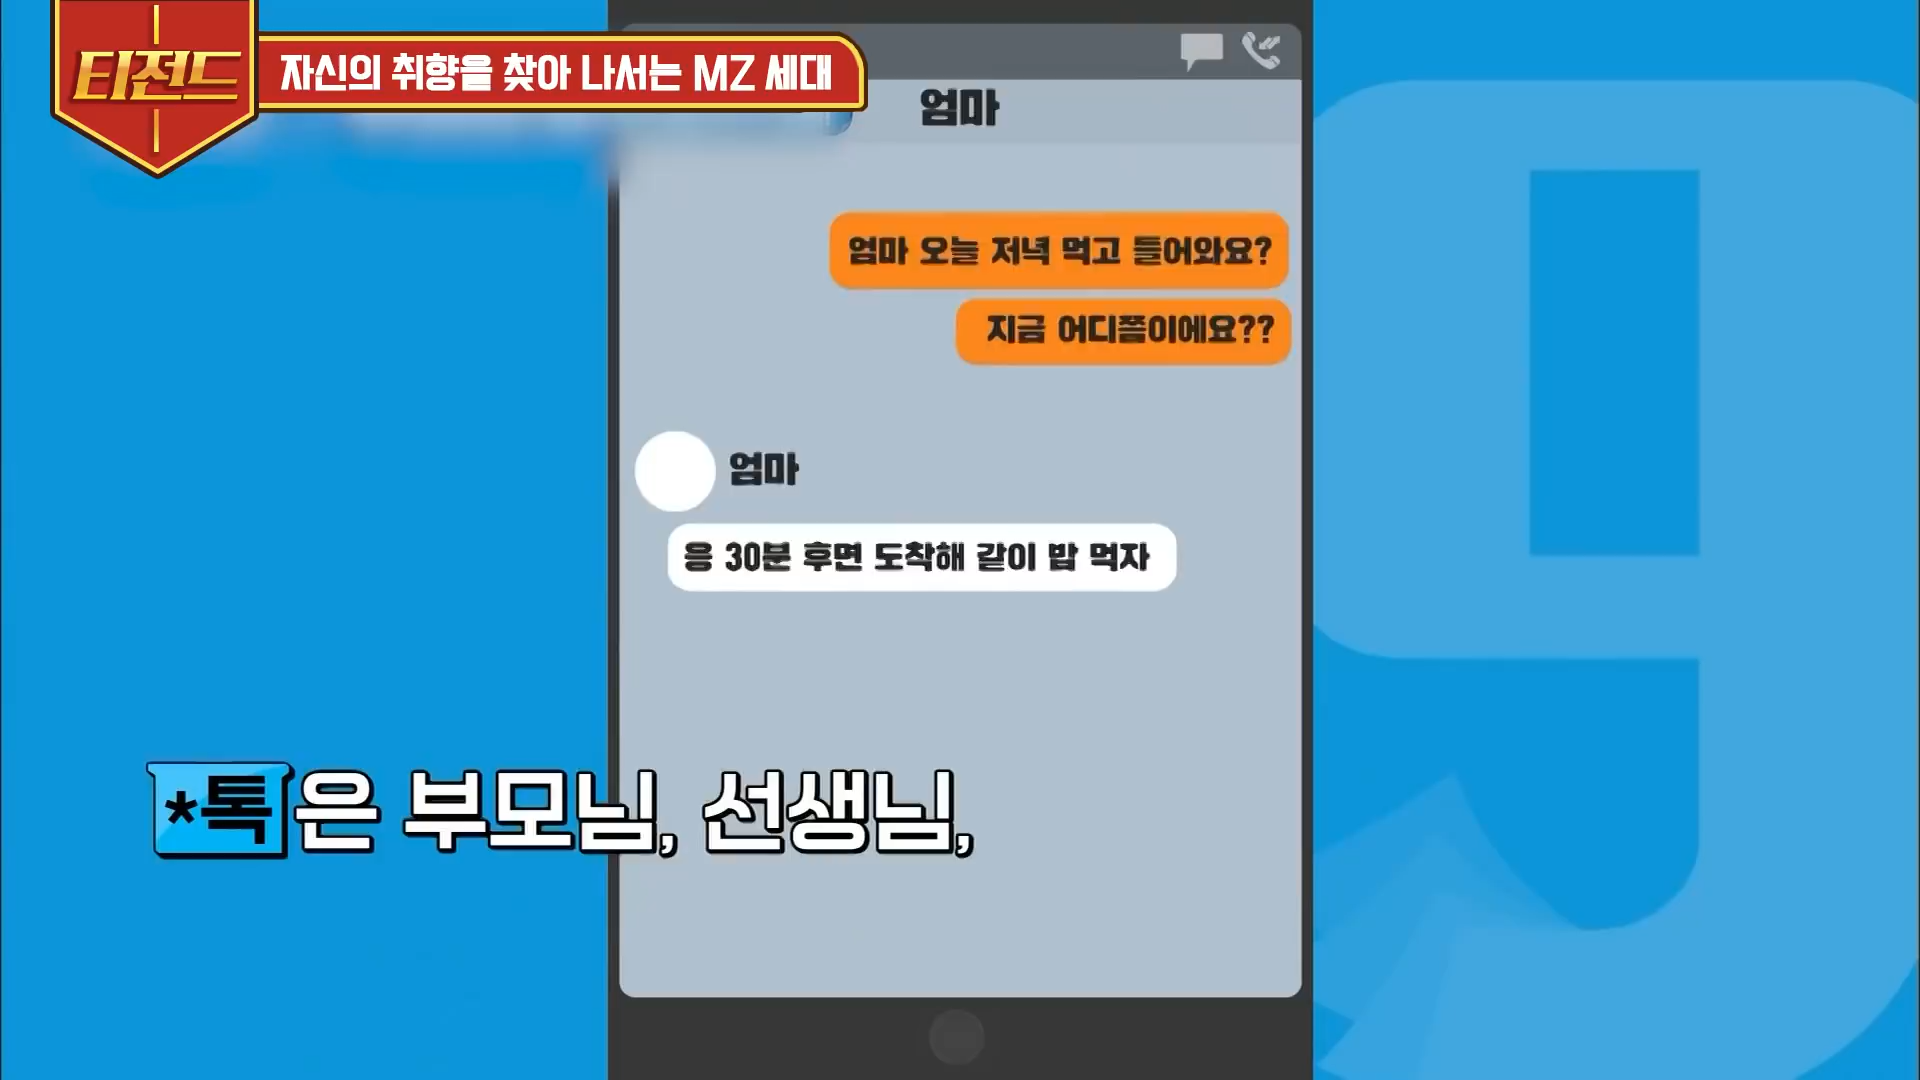 티전드
자신의 취향을 찾아 나서는 MZ 세대
엄마
엄마 오늘 저녁 먹고 들어와요?
지금 어디쯤이에요??
엄마
응 30분 후면 도착해 같이 밥 먹자
*톡은 부모님, 선생님,